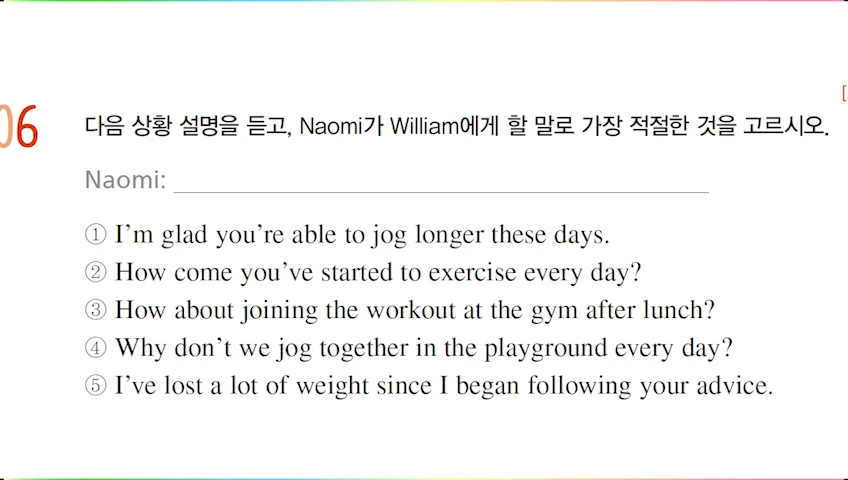 06
다음 상황 설명을 듣고, Naomi가 William에게 할 말로 가장 적절한 것을 고르시오.
Naomi:
① I'm glad you're able to jog longer these days.
② How come you've started to exercise every day?
③ How about joining the workout at the gym after lunch?
④ Why don't we jog together in the playground every day?
⑤ I've lost a lot of weight since I began following your advice.